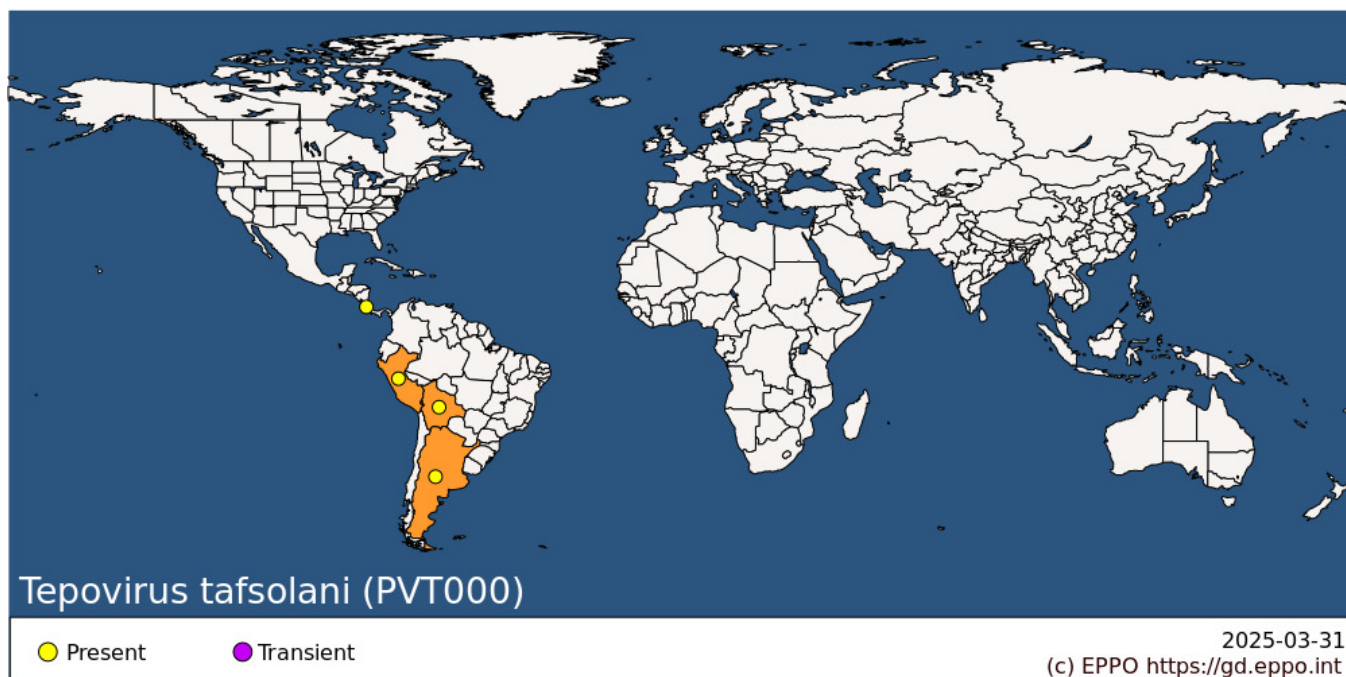 Tepovirus tafsolani (PVT000)
Present
Transient
2025-03-31
(c) EPPO https://gd.eppo.int